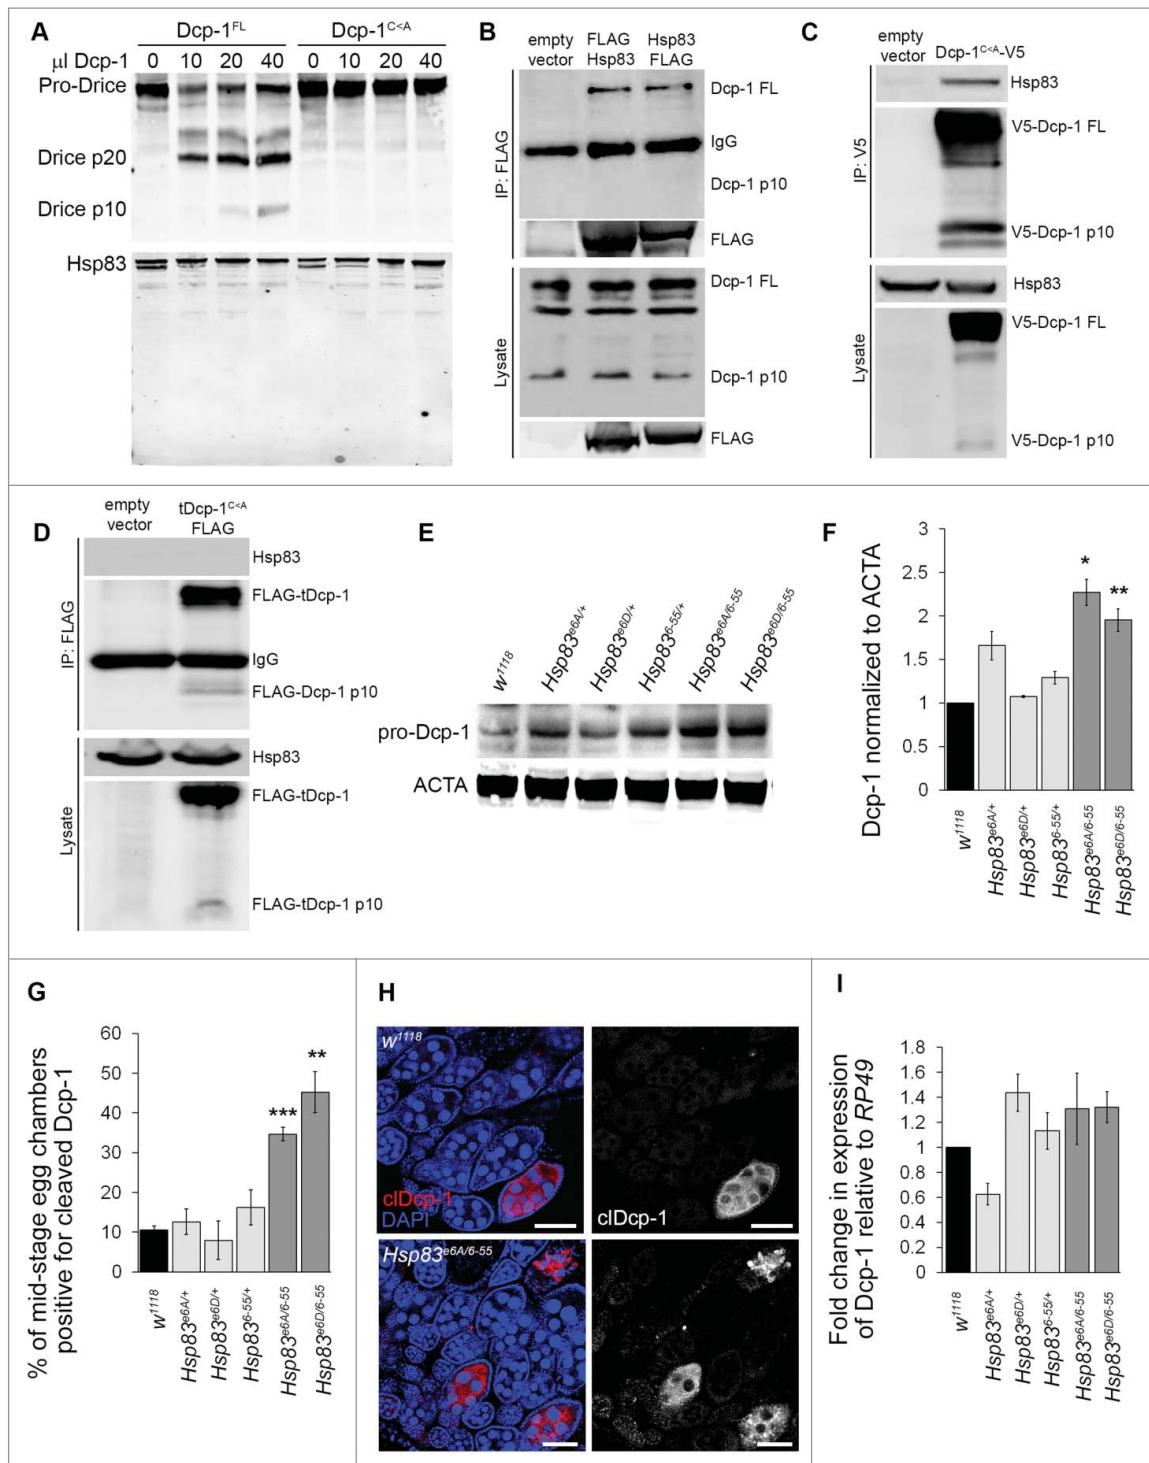 A
Dcp-1FL Dcp-1C<A
µl Dcp-1 0 10 20 40 0 10 20 40
Pro-Drice
Drice p20
Drice p10
Hsp83
B
empty vector
FLAG Hsp83
Hsp83 FLAG
IP: FLAG
Dcp-1 FL
IgG
Dcp-1 p10
FLAG
Lysate
Dcp-1 FL
Dcp-1 p10
FLAG
C
empty vector
Dcp-1C<A-V5
IP: V5
Hsp83
V5-Dcp-1 FL
V5-Dcp-1 p10
Lysate
Hsp83
V5-Dcp-1 FL
V5-Dcp-1 p10
D
empty vector
tDcp-1C<A FLAG
IP: FLAG
Hsp83
FLAG-tDcp-1
IgG
FLAG-Dcp-1 p10
Lysate
Hsp83
FLAG-tDcp-1
FLAG-tDcp-1 p10
E
w1118
Hsp83e6A/+
Hsp83e6D/+
Hsp836-55/+
Hsp83e6A/6-55
Hsp83e6D/6-55
pro-Dcp-1
ACTA
F
Dcp-1 normalized to ACTA
3
2.5
2
1.5
1
0.5
0
*
**
w1118
Hsp83e6A/+
Hsp83e6D/+
Hsp836-55/+
Hsp83e6A/6-55
Hsp83e6D/6-55
G
% of mid-stage egg chambers
positive for cleaved Dcp-1
60
50
40
30
20
10
0
***
**
w1118
Hsp83e6A/+
Hsp83e6D/+
Hsp836-55/+
Hsp83e6A/6-55
Hsp83e6D/6-55
H
w1118
clDcp-1
DAPI
clDcp-1
Hsp83e6A/6-55
I
Fold change in expression
of Dcp-1 relative to RP49
1.8
1.6
1.4
1.2
1
0.8
0.6
0.4
0.2
0
w1118
Hsp83e6A/+
Hsp83e6D/+
Hsp836-55/+
Hsp83e6A/6-55
Hsp83e6D/6-55